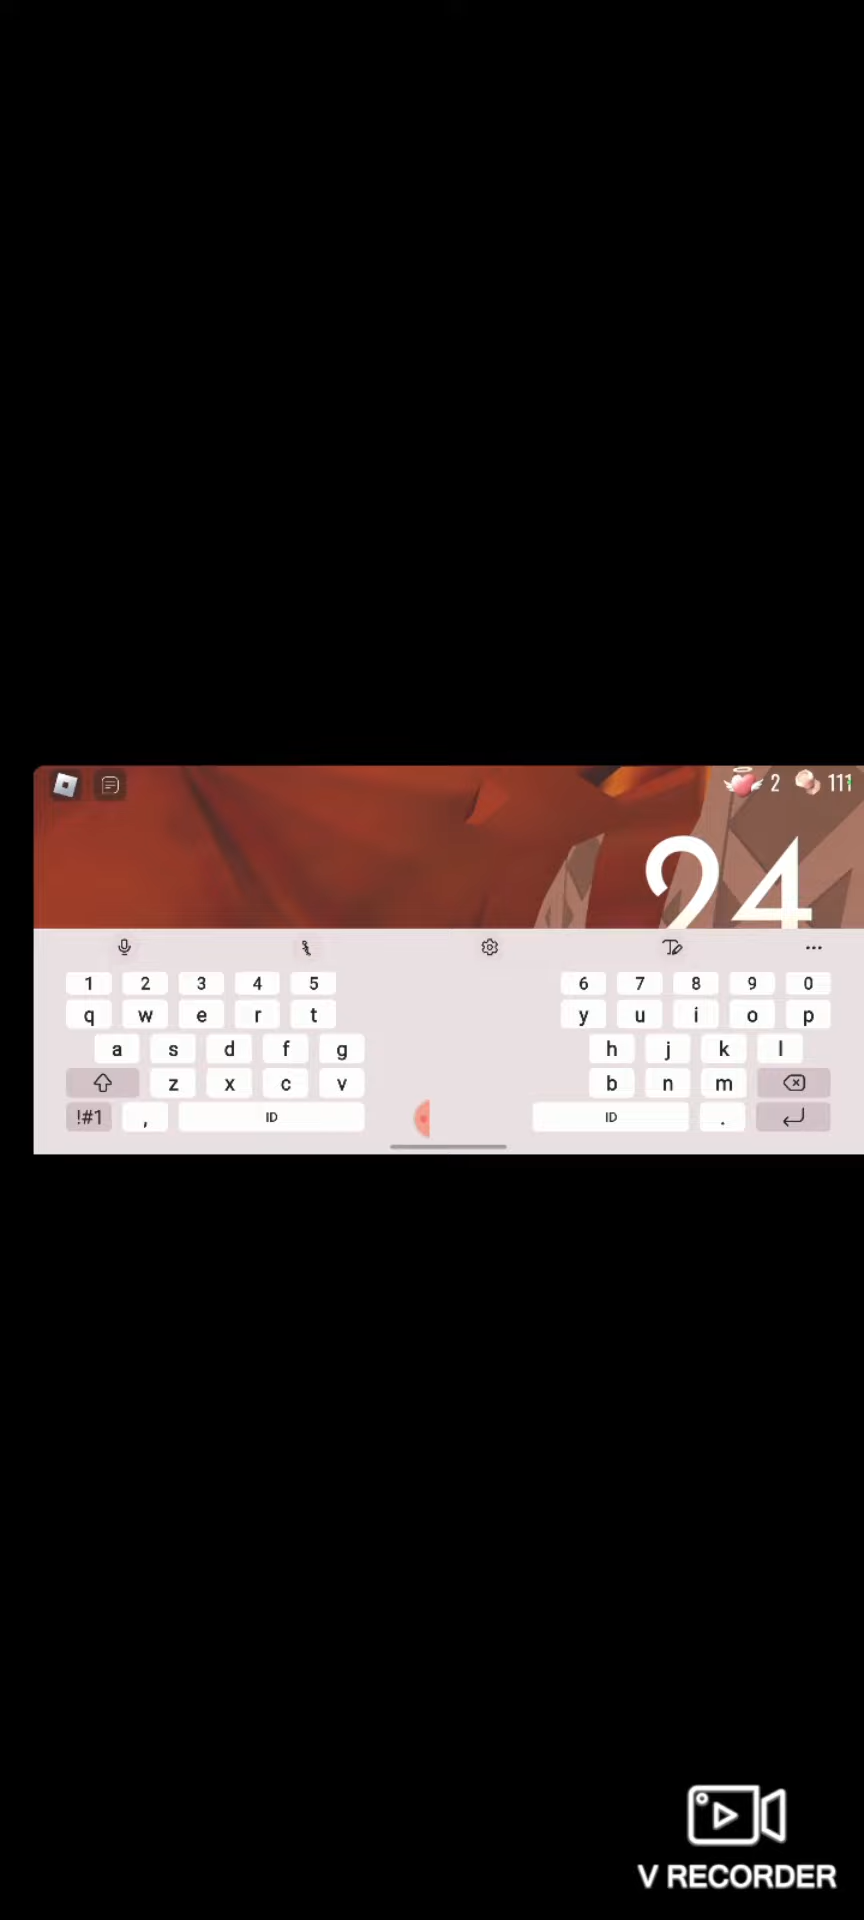 2 111
24
1 2 3 4 5 6 7 8 9 0
q w e r t y u i o p
a s d f g h j k l
z x c v b n m
!#1 , ID ID .
V RECORDER